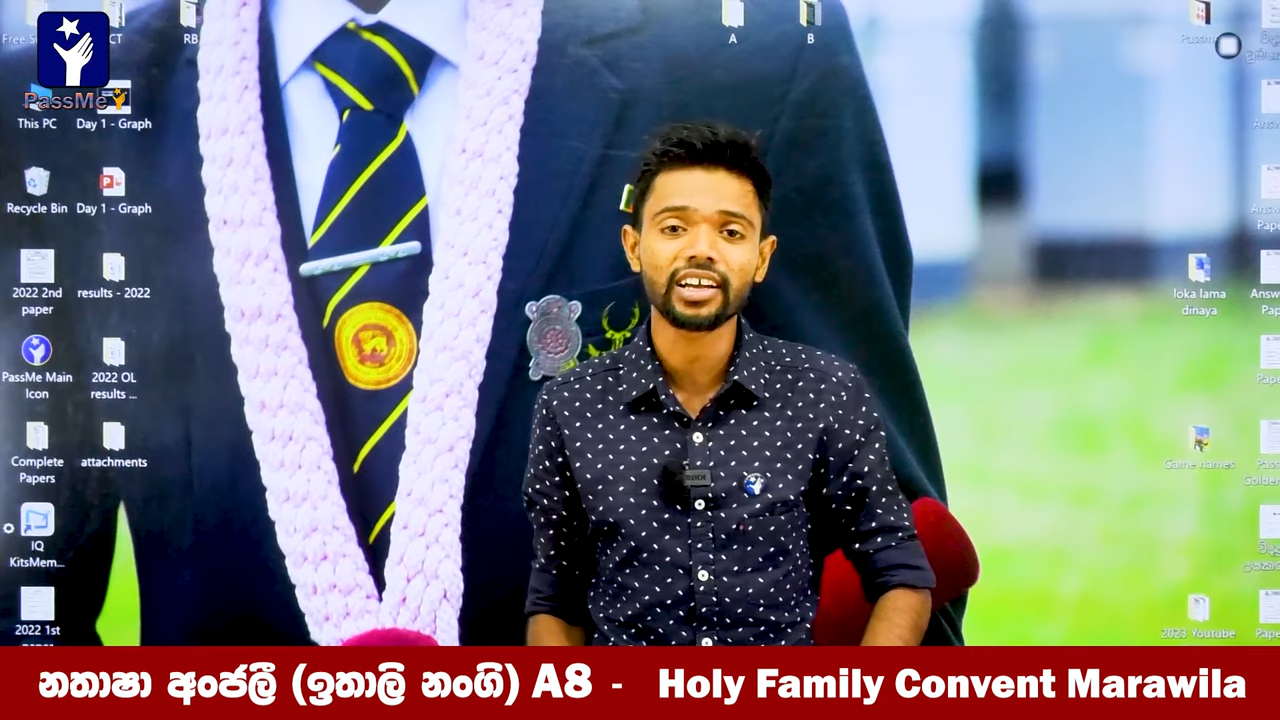 PassMe
CT
RB
A
B
This PC
Day 1 - Graph
Recycle Bin
Day 1 - Graph
2022 2nd
paper
results - 2022
PassMe Main
Icon
2022 OL
results ...
Complete
Papers
attachments
IQ
KitsMem...
2022 1st
loka lama
dinaya
Game names
2023 Youtube
නතාෂා අංජලී (ඉතාලි නංගි) A8 - Holy Family Convent Marawila